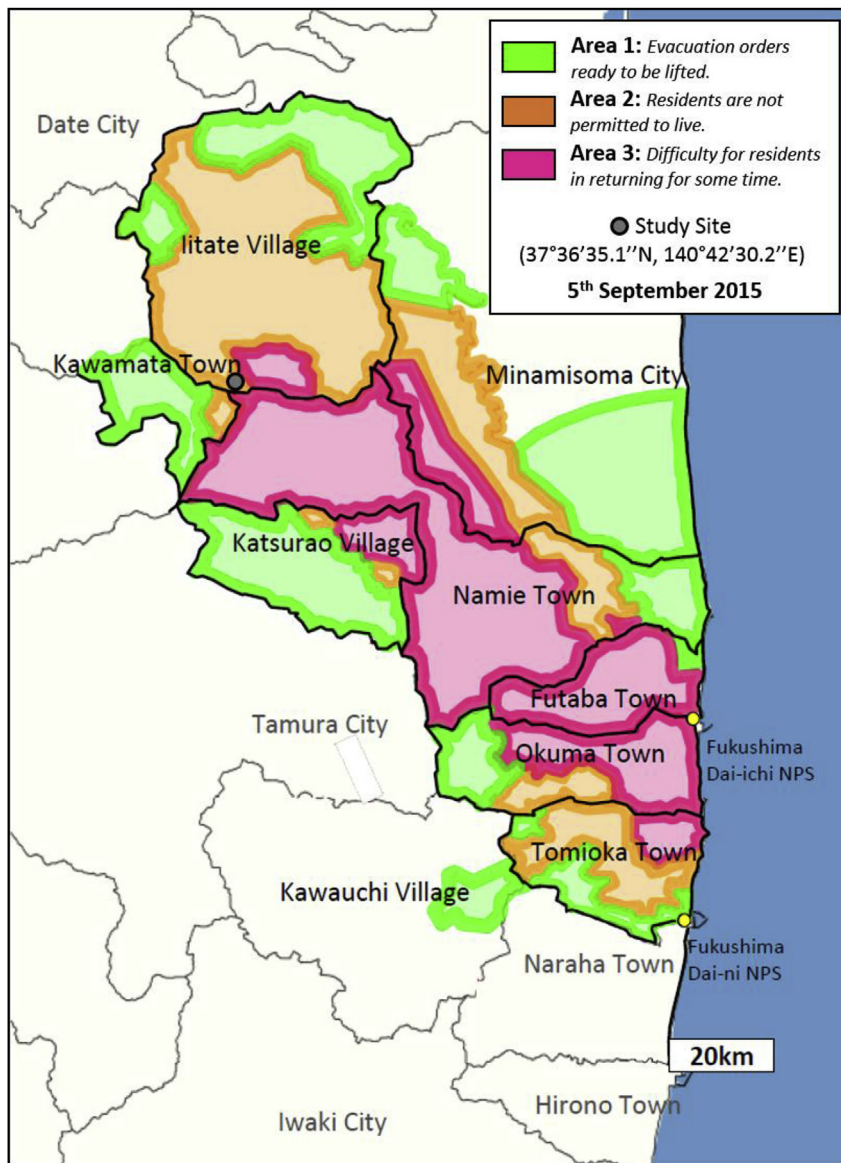 Area 1: Evacuation orders
ready to be lifted.
Area 2: Residents are not
permitted to live.
Area 3: Difficulty for residents
in returning for some time.
Study Site
(37°36’35.1’’N, 140°42’30.2’’E)
5th September 2015
Date City
Iitate Village
Kawamata Town
Minamisoma City
Katsurao Village
Namie Town
Futaba Town
Tamura City
Okuma Town
Fukushima
Dai-ichi NPS
Tomioka Town
Kawauchi Village
Fukushima
Dai-ni NPS
Naraha Town
20km
Hirono Town
Iwaki City